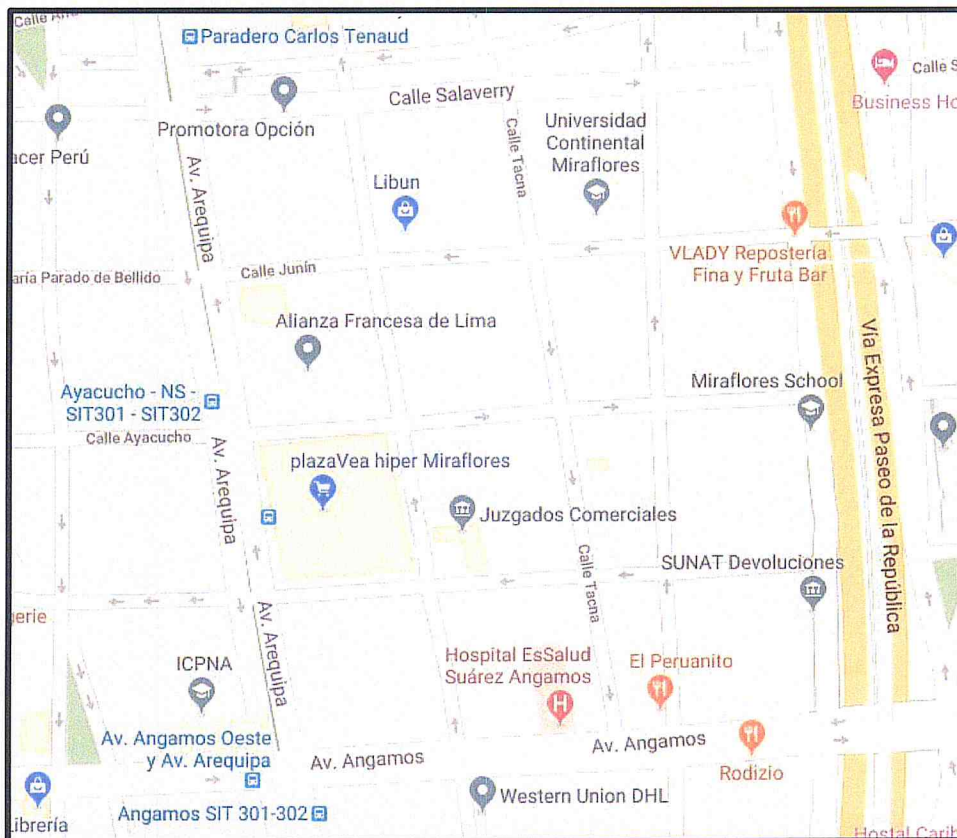 Paradero Carlos Tenaud
Calle Salaverry
Calle S
Business Ho
Promotora Opción
Universidad
Continental
Miraflores
acer Perú
Av. Arequipa
Calle Tacna
Libun
VLADY Repostería
Fina y Fruta Bar
Calle Junín
aría Parado de Bellido
Alianza Francesa de Lima
Vía Expresa Paseo de la República
Miraflores School
Ayacucho - NS -
SIT301 - SIT302
Calle Ayacucho
Av. Arequipa
plazaVea hiper Miraflores
Juzgados Comerciales
Calle Tacna
SUNAT Devoluciones
Av. Arequipa
gerie
ICPNA
Hospital EsSalud
Suárez Angamos
H
El Peruanito
Av. Angamos Oeste
y Av. Arequipa
Av. Angamos
Av. Angamos
Rodizio
Western Union DHL
Angamos SIT 301-302
Librería
Hostal Carib